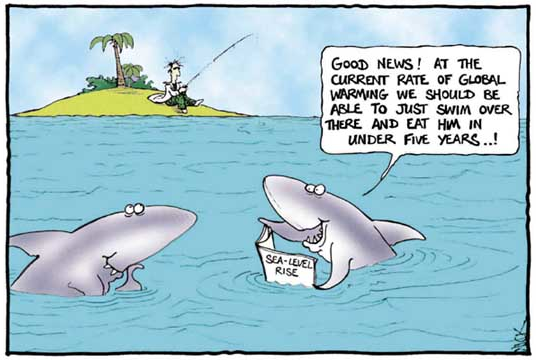 GOOD NEWS! AT THE
CURRENT RATE OF GLOBAL
WARMING WE SHOULD BE
ABLE TO JUST SWIM OVER
THERE AND EAT HIM IN
UNDER FIVE YEARS..!
SEA-LEVEL
RISE